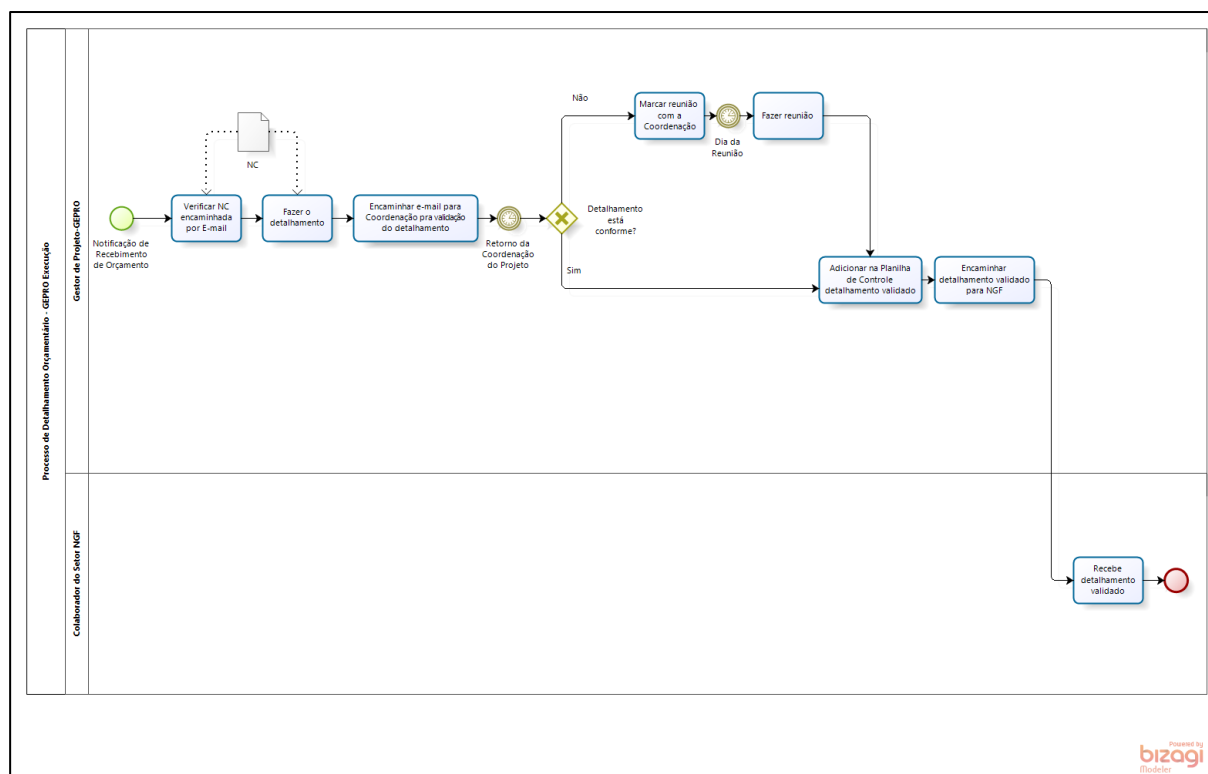 Processo de Detalhamento Orçamentário - GEPRO Execução
Gestor de Projeto-GEPRO
Notificação de
Recebimento
de Orçamento
NC
Verificar NC
encaminhada
por E-mail
Fazer o
detalhamento
Encaminhar e-mail para
Coordenação pra validação
do detalhamento
Retorno da
Coordenação
do Projeto
Detalhamento
está
conforme?
Não
Marcar reunião
com a
Coordenação
Dia da
Reunião
Fazer reunião
Sim
Adicionar na Planilha
de Controle
detalhamento validado
Encaminhar
detalhamento validado
para NGF
Colaborador do Setor NGF
Recebe
detalhamento
validado
Powered by
bizagi
Modeler